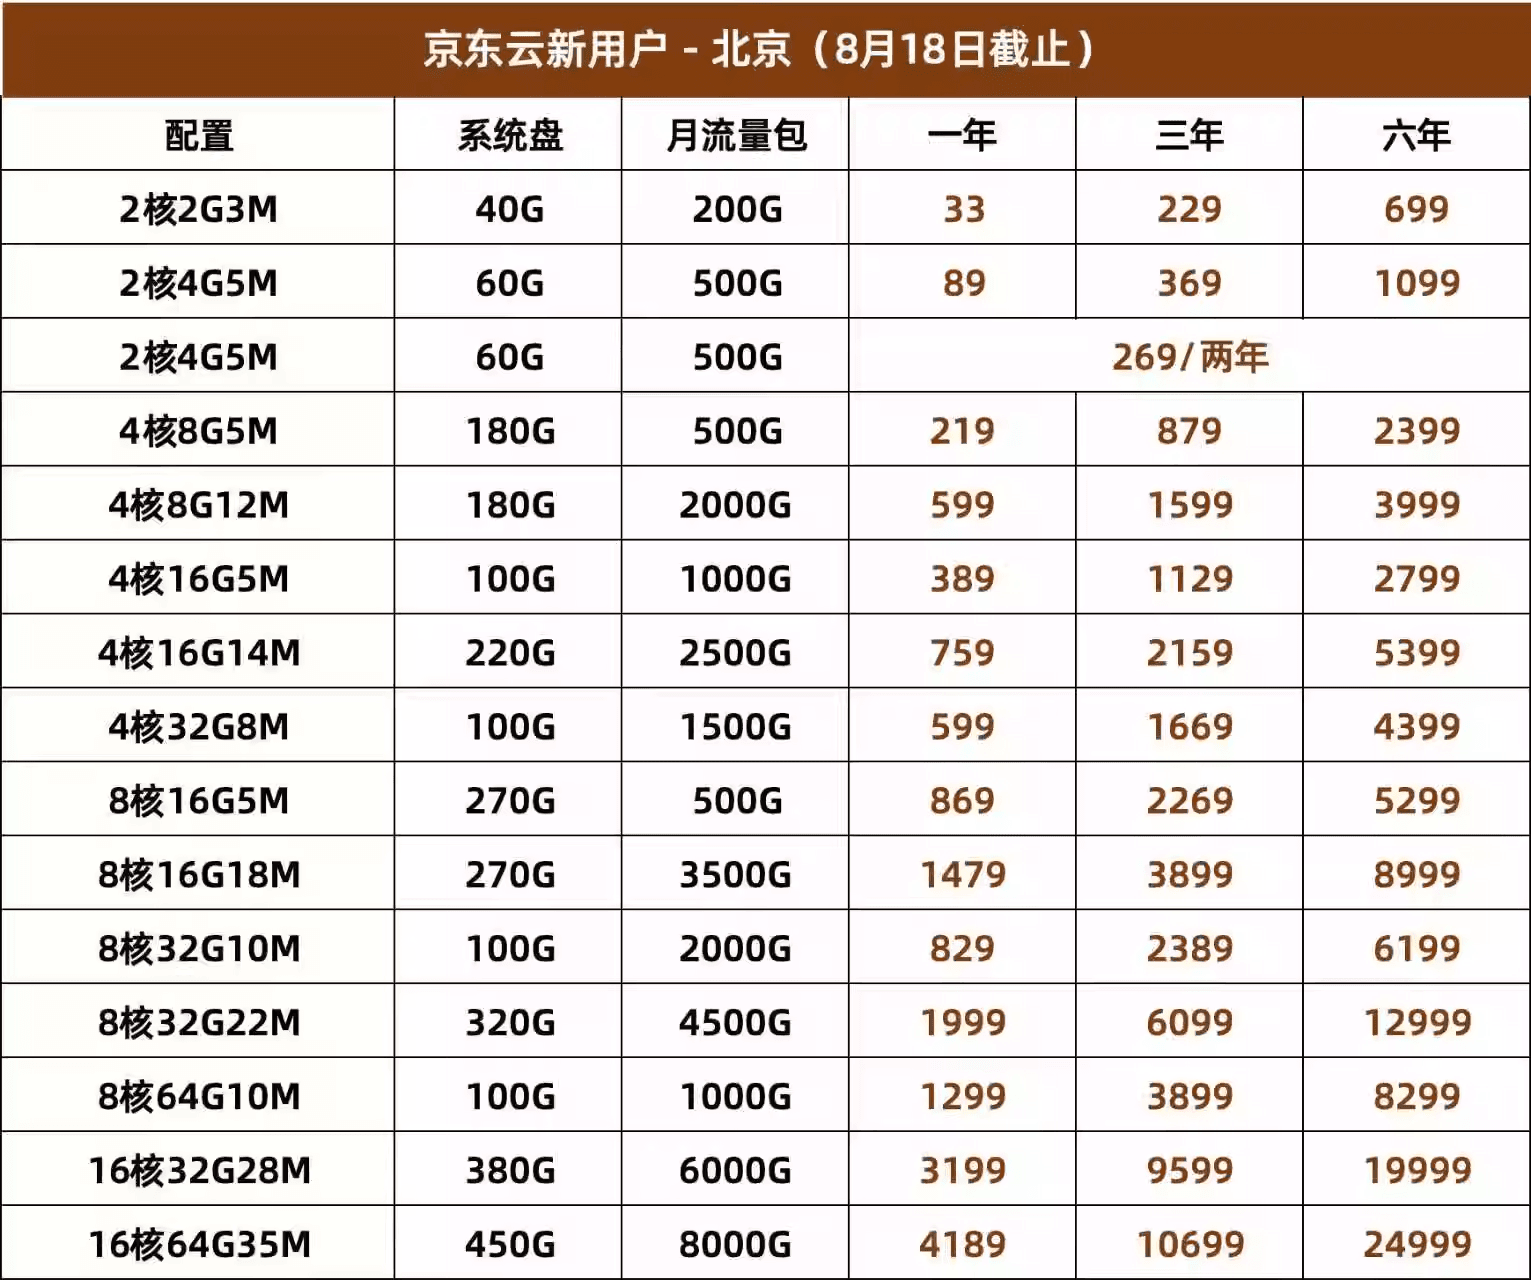 京东云新用户 - 北京（8月18日截止）
配置 系统盘 月流量包 一年 三年 六年
2核2G3M 40G 200G 33 229 699
2核4G5M 60G 500G 89 369 1099
2核4G5M 60G 500G 269/两年
4核8G5M 180G 500G 219 879 2399
4核8G12M 180G 2000G 599 1599 3999
4核16G5M 100G 1000G 389 1129 2799
4核16G14M 220G 2500G 759 2159 5399
4核32G8M 100G 1500G 599 1669 4399
8核16G5M 270G 500G 869 2269 5299
8核16G18M 270G 3500G 1479 3899 8999
8核32G10M 100G 2000G 829 2389 6199
8核32G22M 320G 4500G 1999 6099 12999
8核64G10M 100G 1000G 1299 3899 8299
16核32G28M 380G 6000G 3199 9599 19999
16核64G35M 450G 8000G 4189 10699 24999